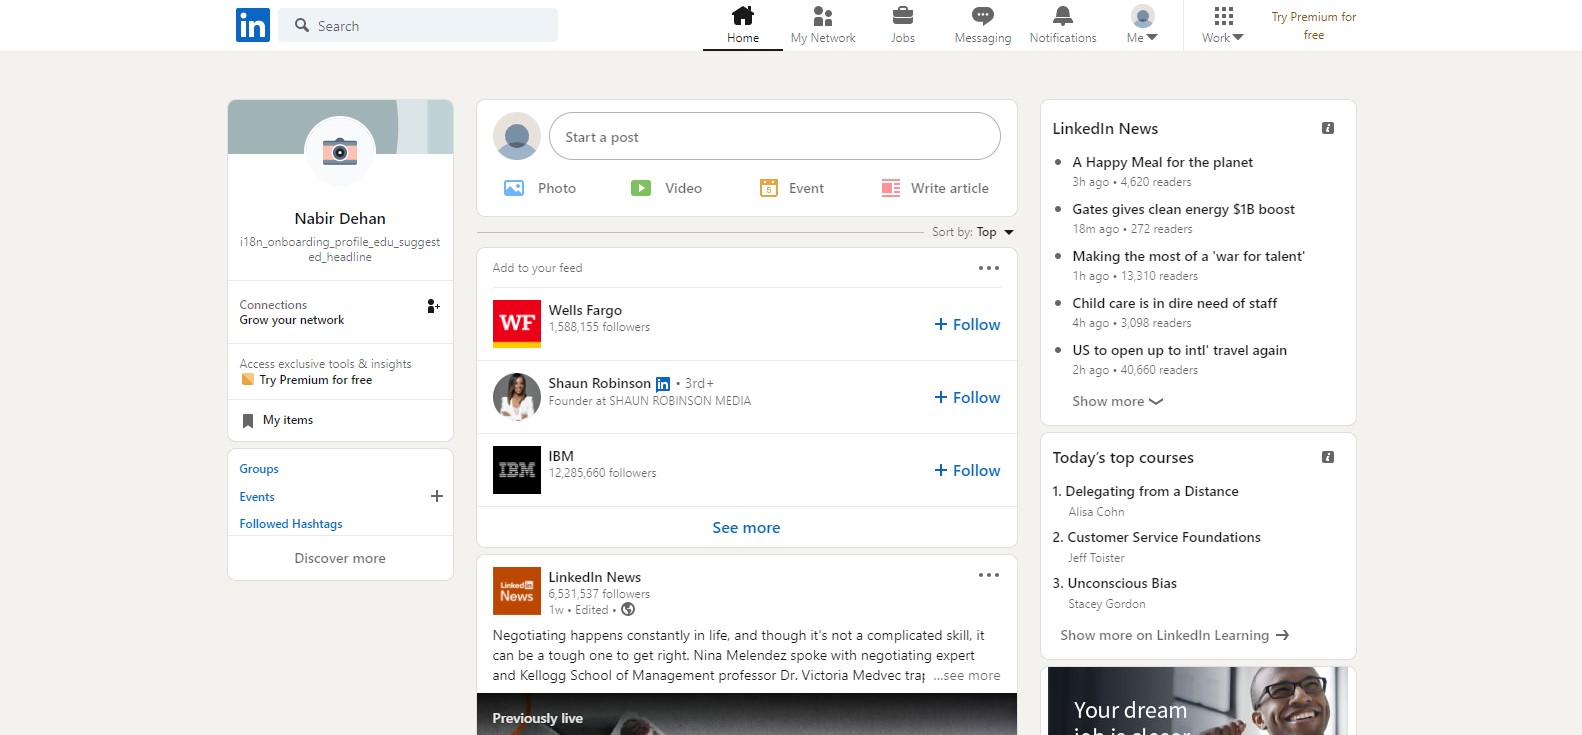 in
Search
Home
My Network
Jobs
Messaging
Notifications
Me
Work
Try Premium for
free
Nabir Dehan
i18n_onboarding_profile_edu_suggest
ed_headline
Connections
Grow your network
Access exclusive tools & insights
Try Premium for free
My items
Groups
Events
Followed Hashtags
Discover more
Start a post
Photo
Video
5
Event
Write article
Sort by: Top
Add to your feed
WF
Wells Fargo
1,588,155 followers
+ Follow
Shaun Robinson in • 3rd+
Founder at SHAUN ROBINSON MEDIA
+ Follow
IBM
IBM
12,285,660 followers
+ Follow
See more
Linked in
News
LinkedIn News
6,531,537 followers
1w • Edited •
Negotiating happens constantly in life, and though it's not a complicated skill, it
can be a tough one to get right. Nina Melendez spoke with negotiating expert
and Kellogg School of Management professor Dr. Victoria Medvec ...see more
Previously live
LinkedIn News
• A Happy Meal for the planet
3h ago • 4,620 readers
• Gates gives clean energy $1B boost
18m ago • 272 readers
• Making the most of a 'war for talent'
1h ago • 13,310 readers
• Child care is in dire need of staff
4h ago • 3,098 readers
• US to open up to intl' travel again
2h ago • 40,660 readers
Show more
Today's top courses
1. Delegating from a Distance
Alisa Cohn
2. Customer Service Foundations
Jeff Toister
3. Unconscious Bias
Stacey Gordon
Show more on LinkedIn Learning →
Your dream
job is closer